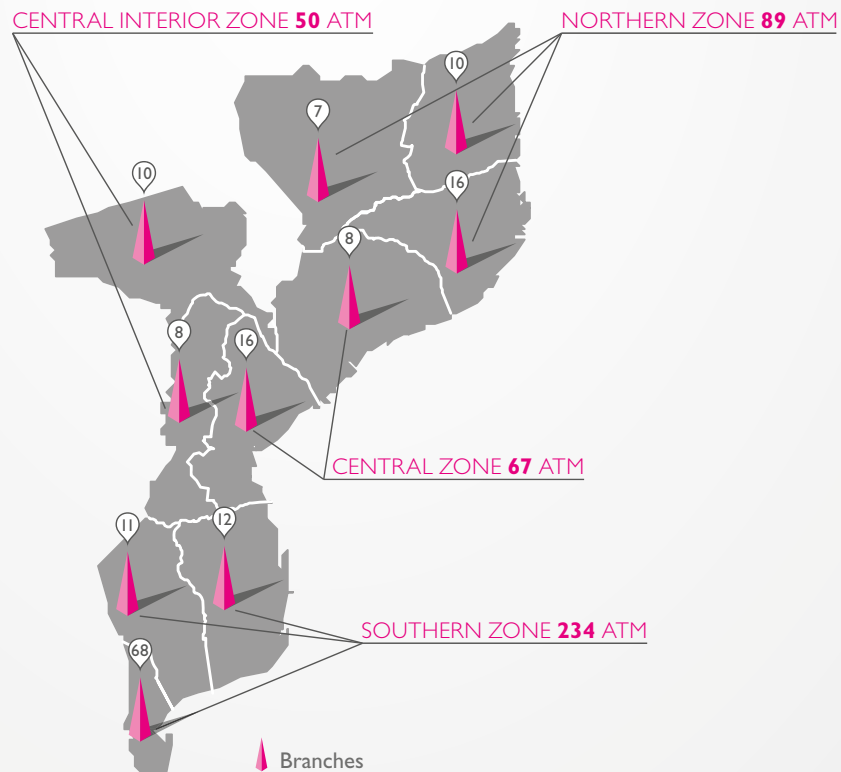 CENTRAL INTERIOR ZONE 50 ATM
NORTHERN ZONE 89 ATM
10
7
10
16
8
8
16
CENTRAL ZONE 67 ATM
11
12
SOUTHERN ZONE 234 ATM
68
Branches